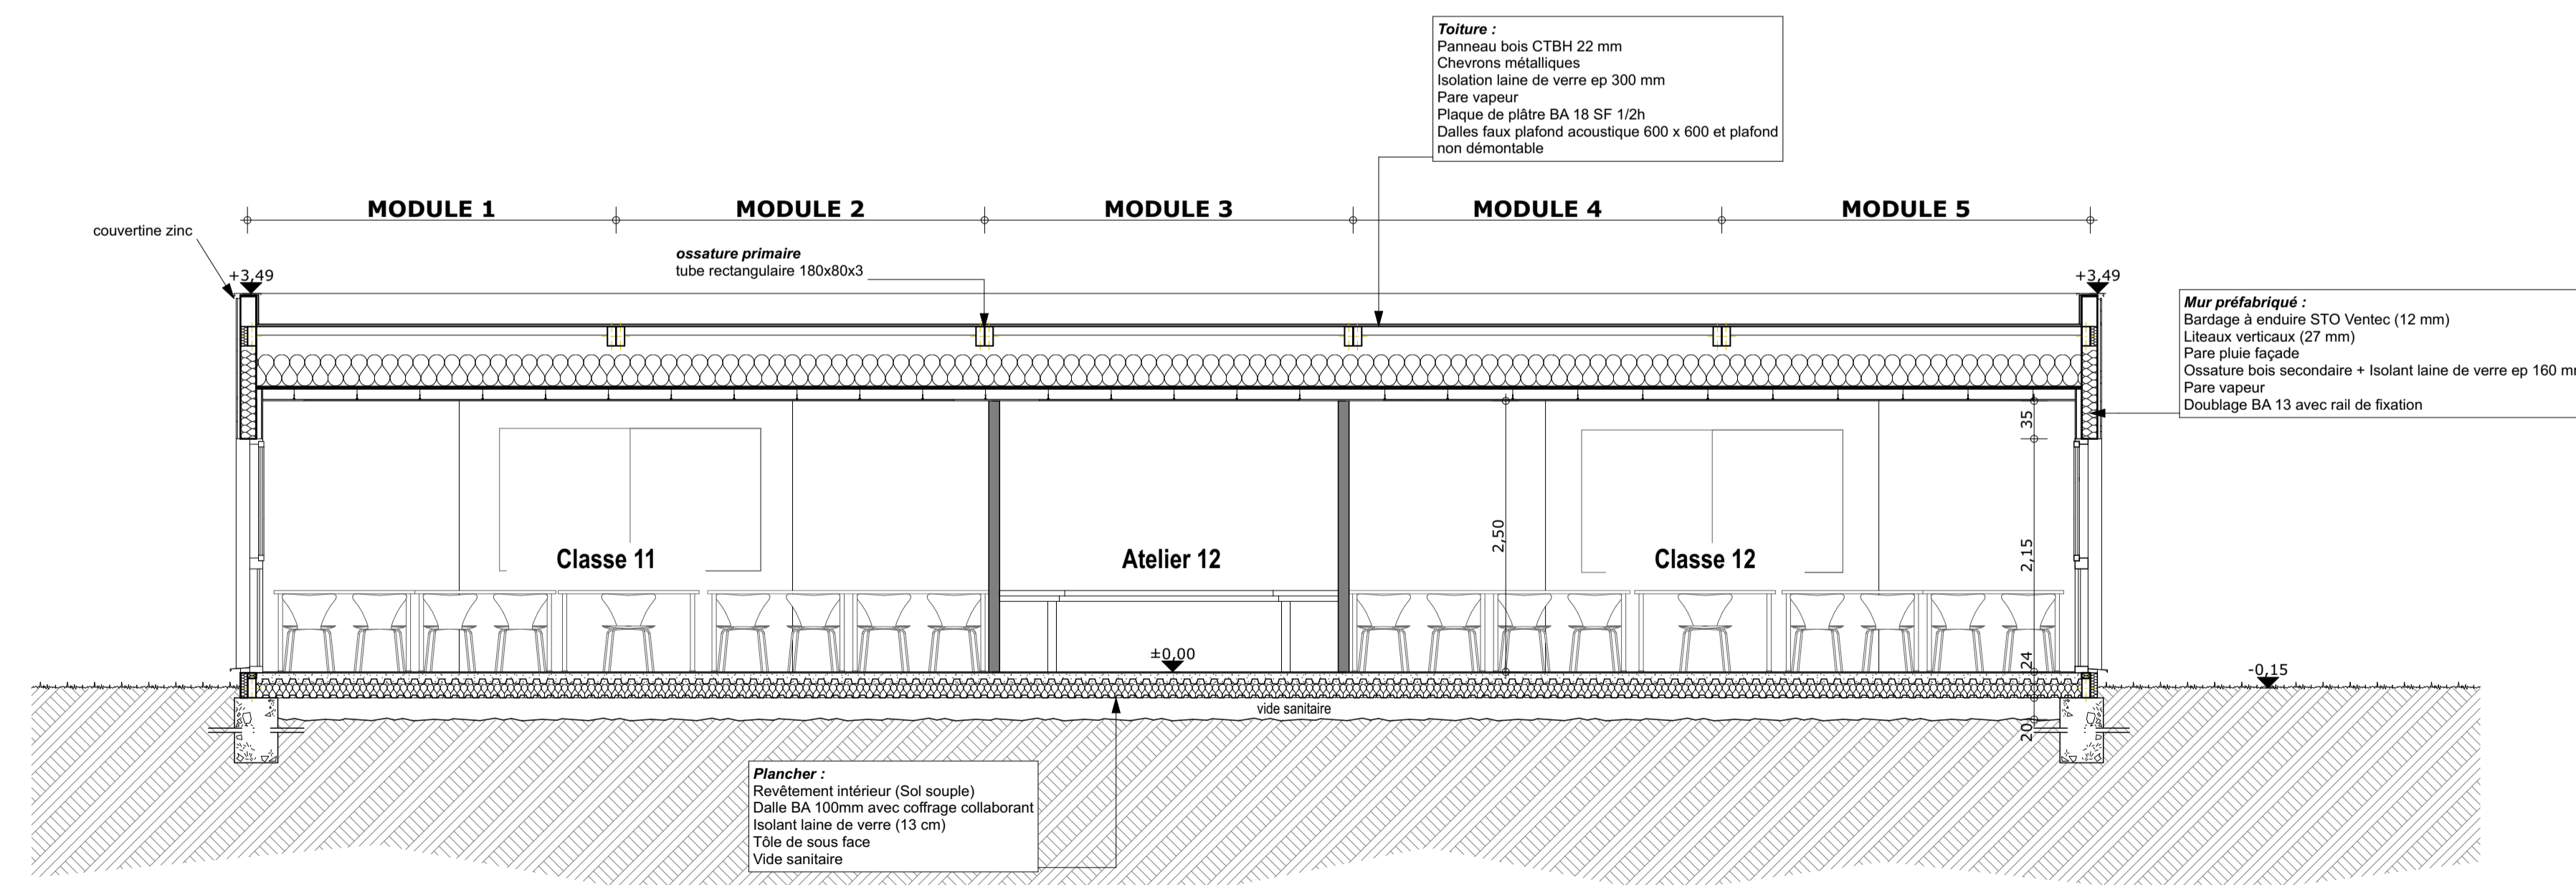 Toiture :
Panneau bois CTBH 22 mm
Chevrons métalliques
Isolation laine de verre ep 300 mm
Pare vapeur
Plaque de plâtre BA 18 SF 1/2h
Dalles faux plafond acoustique 600 x 600 et plafond
non démontable
MODULE 1
MODULE 2
MODULE 3
MODULE 4
MODULE 5
couvertine zinc
ossature primaire
tube rectangulaire 180x80x3
+3,49
+3,49
Mur préfabriqué :
Bardage à enduire STO Ventec (12 mm)
Liteaux verticaux (27 mm)
Pare pluie façade
Ossature bois secondaire + Isolant laine de verre ep 160
Pare vapeur
Doublage BA 13 avec rail de fixation
35
2,50
2,15
Classe 11
Atelier 12
Classe 12
±0,00
24
-0,15
vide sanitaire
20
Plancher :
Revêtement intérieur (Sol souple)
Dalle BA 100mm avec coffrage collaborant
Isolant laine de verre (13 cm)
Tôle de sous face
Vide sanitaire